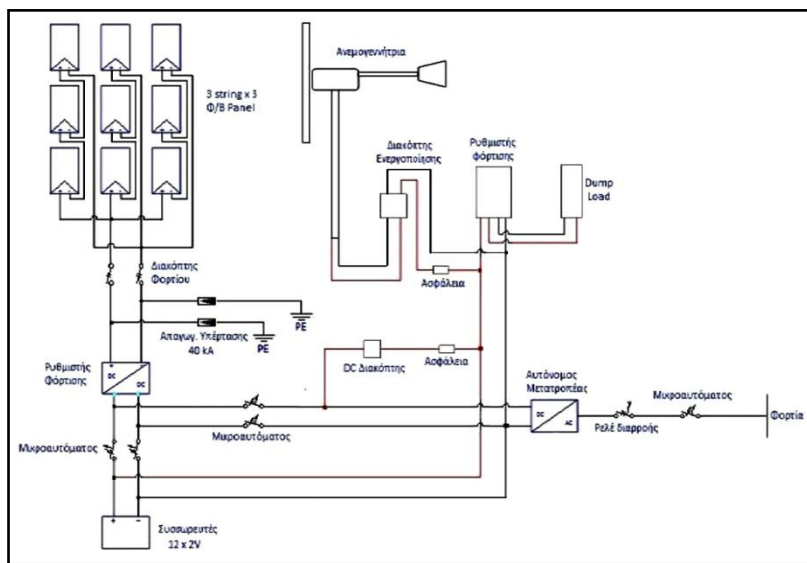 3 string x 3
Φ/Β Panel
Ανεμογεννήτρια
Διακόπτης
Ενεργοποίησης
Ρυθμιστής
φόρτισης
Dump
Load
Διακόπτης
Φορτίου
Ασφάλεια
PE
Απαγωγ. Υπέρτασης
40 kA
PE
Ρυθμιστής
Φόρτισης
DC
DC
DC Διακόπτης
Ασφάλεια
Αυτόνομος
Μετατροπέας
DC
AC
Μικροαυτόματος
Μικροαυτόματος
Ρελέ διαρροής
Φορτία
Μικροαυτόματος
+ −
Συσσωρευτές
12 x 2V